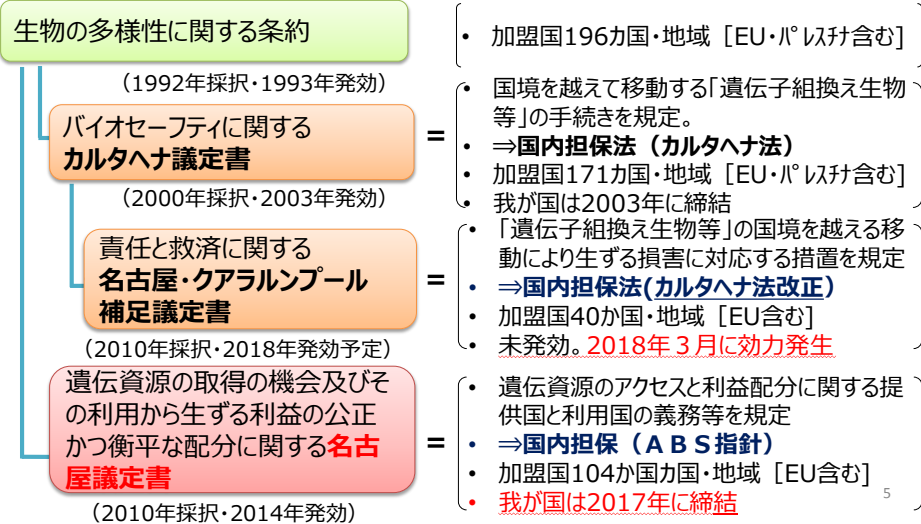 生物の多様性に関する条約
（1992年採択・1993年発効）
・ 加盟国196カ国・地域［EU・パレスチナ含む］
バイオセーフティに関する
カルタヘナ議定書
（2000年採択・2003年発効）
＝
・ 国境を越えて移動する「遺伝子組換え生物
等」の手続きを規定。
・ ⇒国内担保法（カルタヘナ法）
・ 加盟国171カ国・地域［EU・パレスチナ含む］
・ 我が国は2003年に締結
責任と救済に関する
名古屋・クアラルンプール
補足議定書
（2010年採択・2018年発効予定）
＝
・ 「遺伝子組換え生物等」の国境を越える移
動により生ずる損害に対応する措置を規定
・ ⇒国内担保法(カルタヘナ法改正）
・ 加盟国40か国・地域［EU含む］
・ 未発効。2018年３月に効力発生
遺伝資源の取得の機会及びそ
の利用から生ずる利益の公正
かつ衡平な配分に関する名古
屋議定書
（2010年採択・2014年発効）
＝
・ 遺伝資源のアクセスと利益配分に関する提
供国と利用国の義務等を規定
・ ⇒国内担保（ＡＢＳ指針）
・ 加盟国104か国カ国・地域［EU含む］
・ 我が国は2017年に締結
5